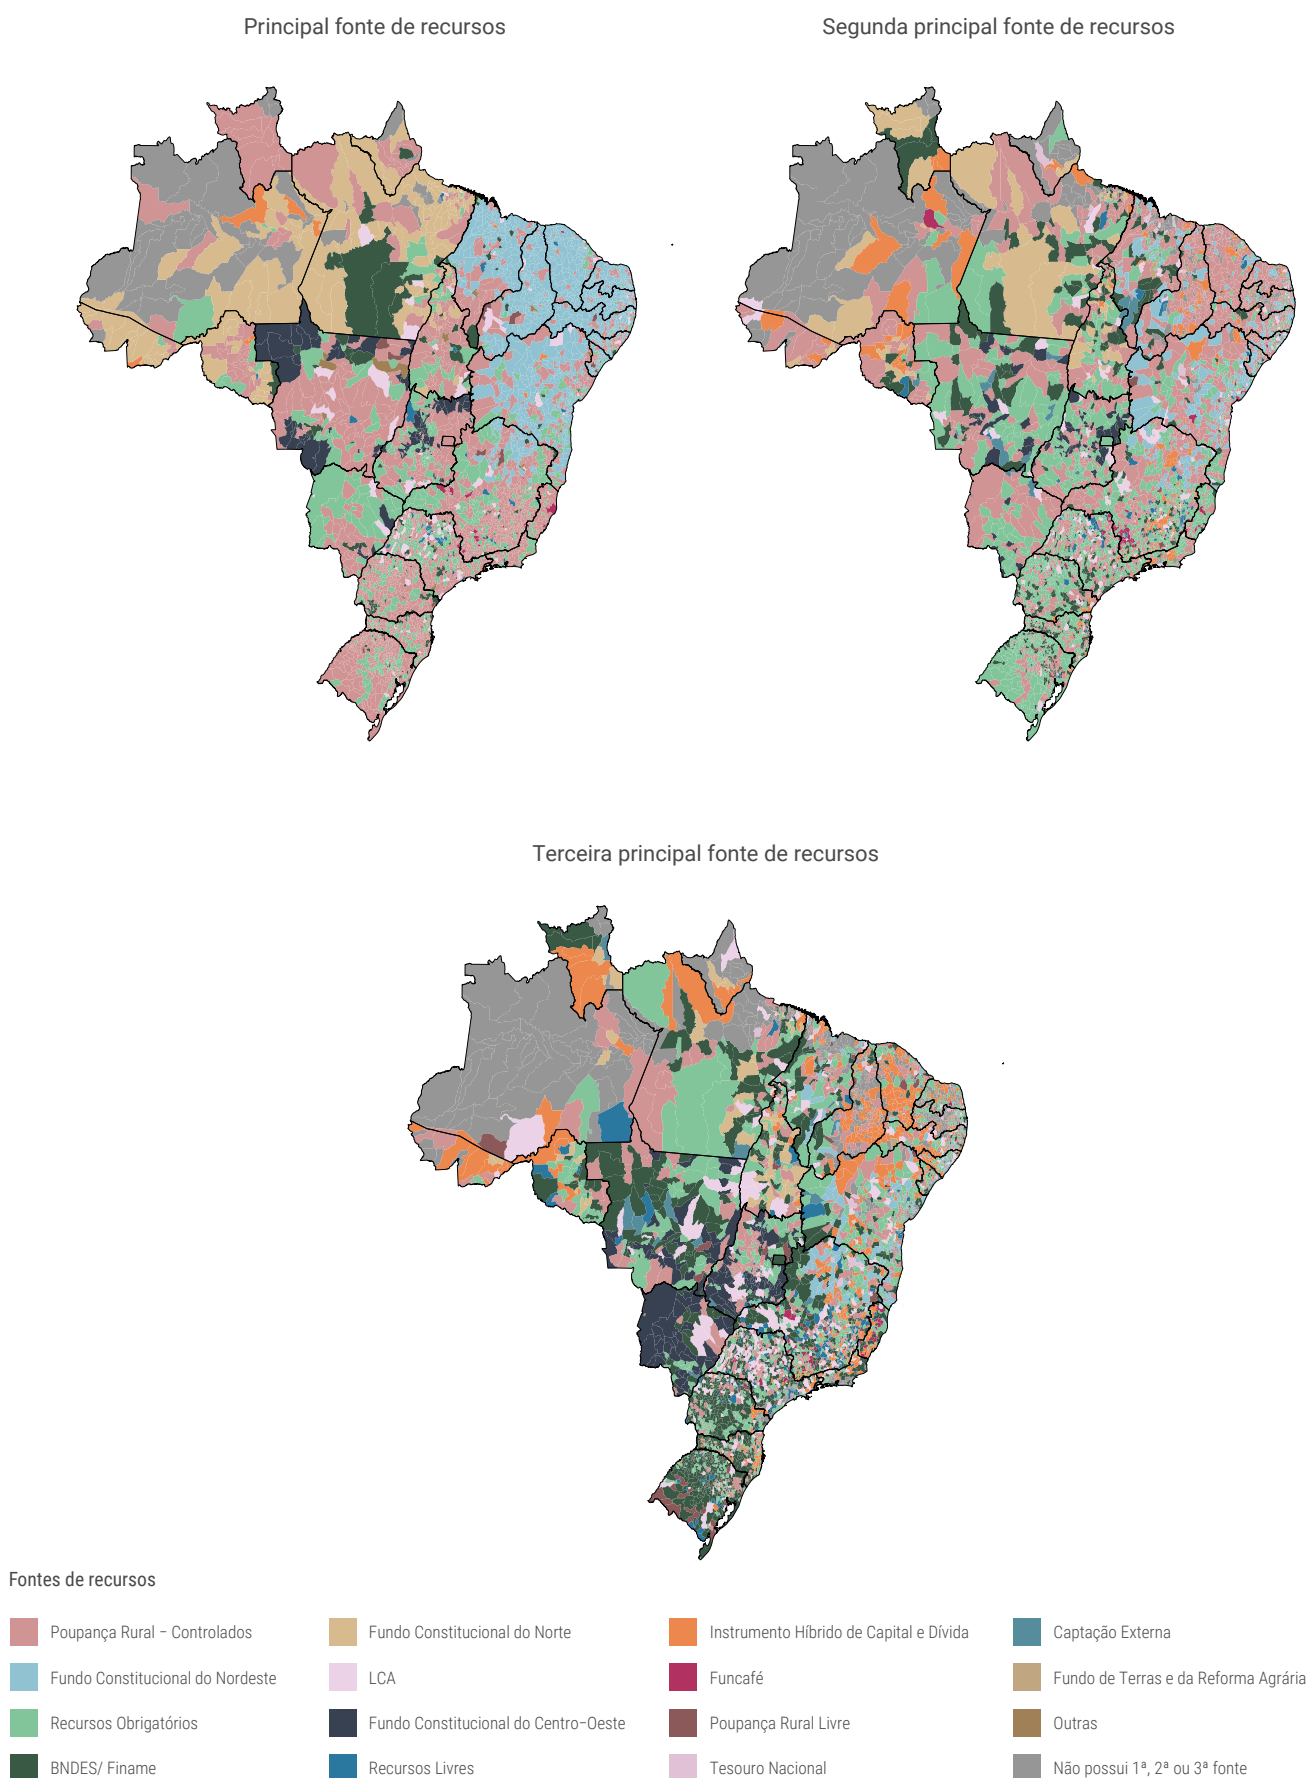 Principal fonte de recursos
Segunda principal fonte de recursos
Terceira principal fonte de recursos
Fontes de recursos
Poupança Rural – Controlados
Fundo Constitucional do Norte
Instrumento Híbrido de Capital e Dívida
Captação Externa
Fundo Constitucional do Nordeste
LCA
Funcafé
Fundo de Terras e da Reforma Agrária
Recursos Obrigatórios
Fundo Constitucional do Centro-Oeste
Poupança Rural Livre
Outras
BNDES/ Finame
Recursos Livres
Tesouro Nacional
Não possui 1ª, 2ª ou 3ª fonte